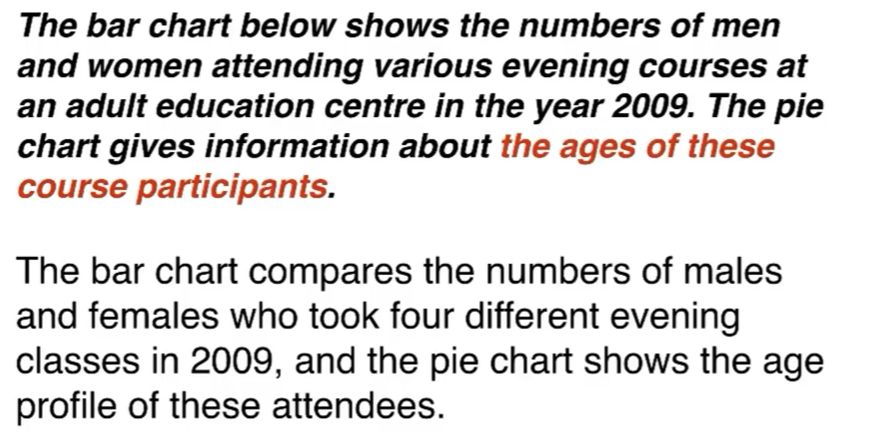 The bar chart below shows the numbers of men
and women attending various evening courses at
an adult education centre in the year 2009. The pie
chart gives information about the ages of these
course participants.
The bar chart compares the numbers of males
and females who took four different evening
classes in 2009, and the pie chart shows the age
profile of these attendees.